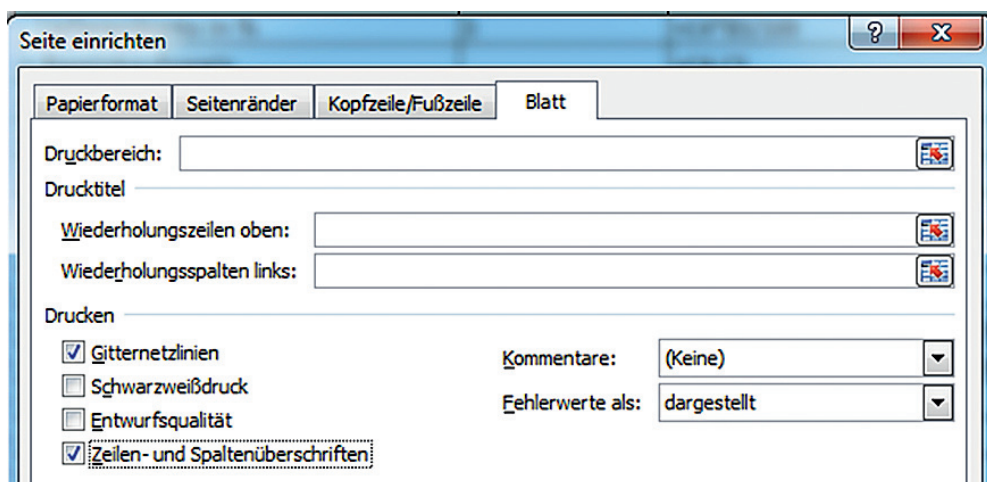 Seite einrichten
Papierformat Seitenränder Kopfzeile/Fußzeile Blatt
Druckbereich:
Drucktitel
Wiederholungszeilen oben:
Wiederholungsspalten links:
Drucken
Gitternetzlinien
Schwarzweißdruck
Entwurfsqualität
Zeilen- und Spaltenüberschriften
Kommentare: (Keine)
Fehlerwerte als: dargestellt